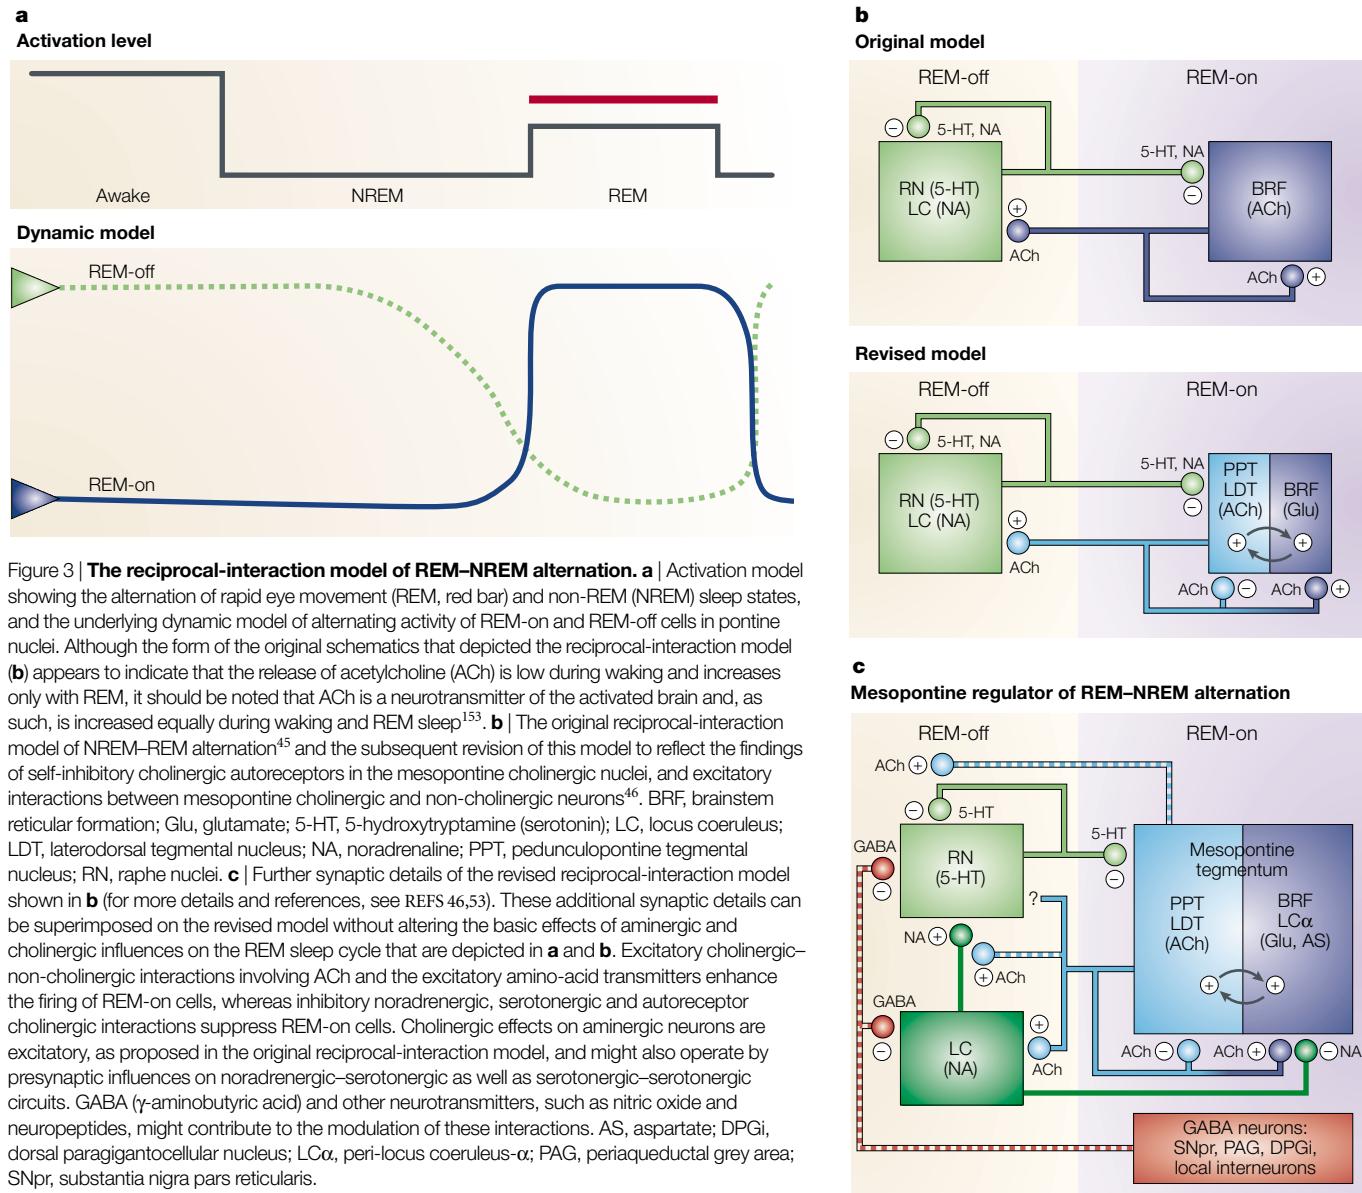 a
Activation level
Awake
NREM
REM
Dynamic model
REM-off
REM-on
Figure 3 | The reciprocal-interaction model of REM–NREM alternation. a | Activation model
showing the alternation of rapid eye movement (REM, red bar) and non-REM (NREM) sleep states,
and the underlying dynamic model of alternating activity of REM-on and REM-off cells in pontine
nuclei. Although the form of the original schematics that depicted the reciprocal-interaction model
(b) appears to indicate that the release of acetylcholine (ACh) is low during waking and increases
only with REM, it should be noted that ACh is a neurotransmitter of the activated brain and, as
such, is increased equally during waking and REM sleep153. b | The original reciprocal-interaction
model of NREM–REM alternation45 and the subsequent revision of this model to reflect the findings
of self-inhibitory cholinergic autoreceptors in the mesopontine cholinergic nuclei, and excitatory
interactions between mesopontine cholinergic and non-cholinergic neurons46. BRF, brainstem
reticular formation; Glu, glutamate; 5-HT, 5-hydroxytryptamine (serotonin); LC, locus coeruleus;
LDT, laterodorsal tegmental nucleus; NA, noradrenaline; PPT, pedunculopontine tegmental
nucleus; RN, raphe nuclei. c | Further synaptic details of the revised reciprocal-interaction model
shown in b (for more details and references, see REFS 46,53). These additional synaptic details can
be superimposed on the revised model without altering the basic effects of aminergic and
cholinergic influences on the REM sleep cycle that are depicted in a and b. Excitatory cholinergic–
non-cholinergic interactions involving ACh and the excitatory amino-acid transmitters enhance
the firing of REM-on cells, whereas inhibitory noradrenergic, serotonergic and autoreceptor
cholinergic interactions suppress REM-on cells. Cholinergic effects on aminergic neurons are
excitatory, as proposed in the original reciprocal-interaction model, and might also operate by
presynaptic influences on noradrenergic–serotonergic as well as serotonergic–serotonergic
circuits. GABA (γ-aminobutyric acid) and other neurotransmitters, such as nitric oxide and
neuropeptides, might contribute to the modulation of these interactions. AS, aspartate; DPGi,
dorsal paragigantocellular nucleus; LCα, peri-locus coeruleus-α; PAG, periaqueductal grey area;
SNpr, substantia nigra pars reticularis.
b
Original model
REM-off
REM-on
− 5-HT, NA
5-HT, NA
−
RN (5-HT)
LC (NA)
+
ACh
BRF
(ACh)
ACh +
Revised model
REM-off
REM-on
− 5-HT, NA
5-HT, NA
−
RN (5-HT)
LC (NA)
+
ACh
PPT
LDT
(ACh)
BRF
(Glu)
+ +
ACh − ACh +
c
Mesopontine regulator of REM–NREM alternation
REM-off
REM-on
ACh +
− 5-HT
5-HT
−
GABA
−
RN
(5-HT)
?
Mesopontine
tegmentum
PPT
LDT
(ACh)
BRF
LCα
(Glu, AS)
+ +
NA +
+ ACh
GABA
−
LC
(NA)
+
ACh
ACh − ACh + − NA
GABA neurons:
SNpr, PAG, DPGi,
local interneurons